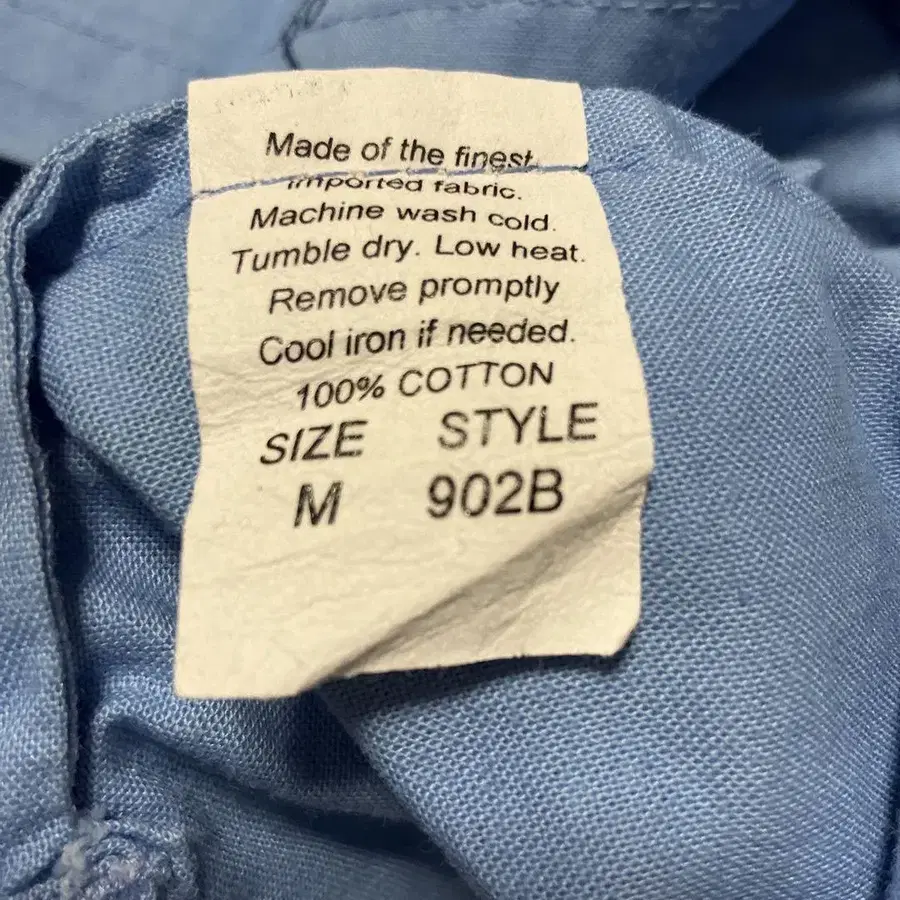 Made of the finest
imported fabric.
Machine wash cold.
Tumble dry. Low heat.
Remove promptly
Cool iron if needed.
100% COTTON
SIZE STYLE
M 902B